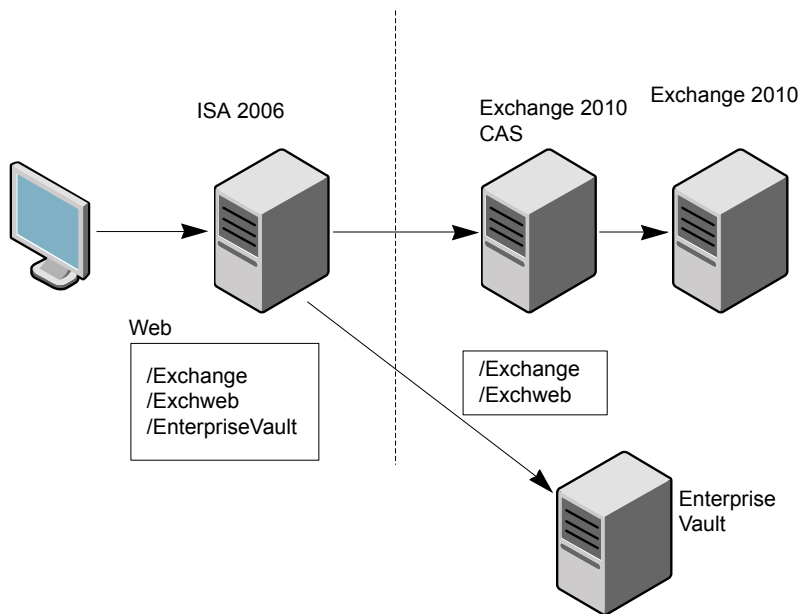 ISA 2006
Exchange 2010
CAS
Exchange 2010
Web
/Exchange
/Exchweb
/EnterpriseVault
/Exchange
/Exchweb
Enterprise
Vault